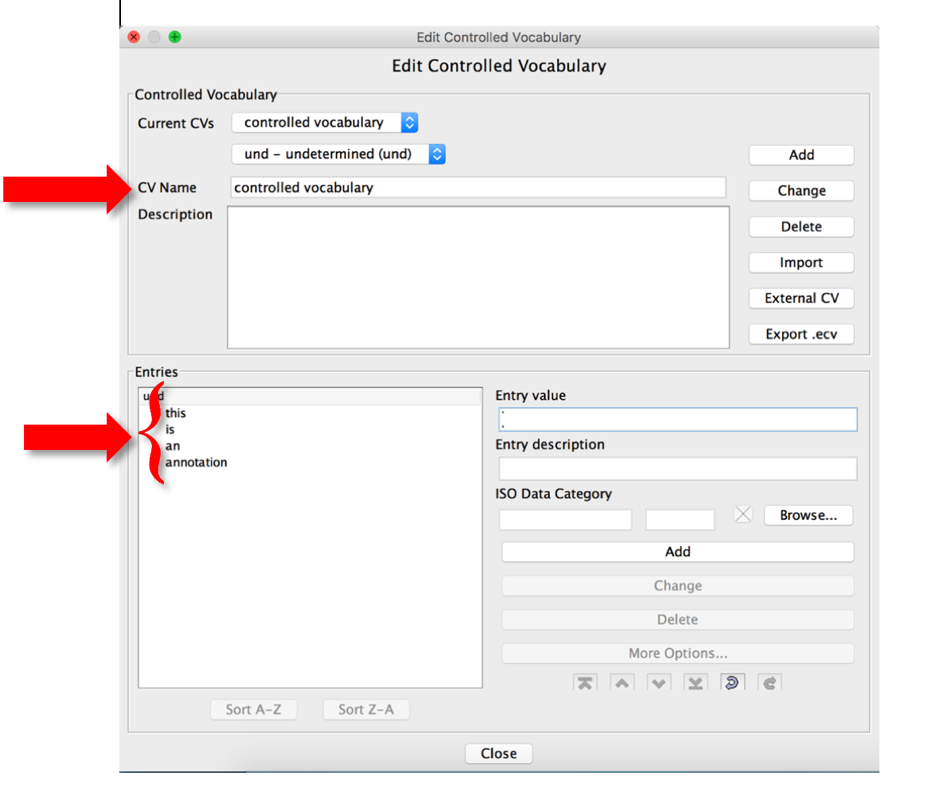 Edit Controlled Vocabulary
Edit Controlled Vocabulary
Controlled Vocabulary
Current CVs controlled vocabulary
und – undetermined (und)
Add
CV Name controlled vocabulary
Change
Description
Delete
Import
External CV
Export .ecv
Entries
und
this
is
an
annotation
Entry value
Entry description
ISO Data Category
Browse...
Add
Change
Delete
More Options...
Sort A-Z Sort Z-A
Close